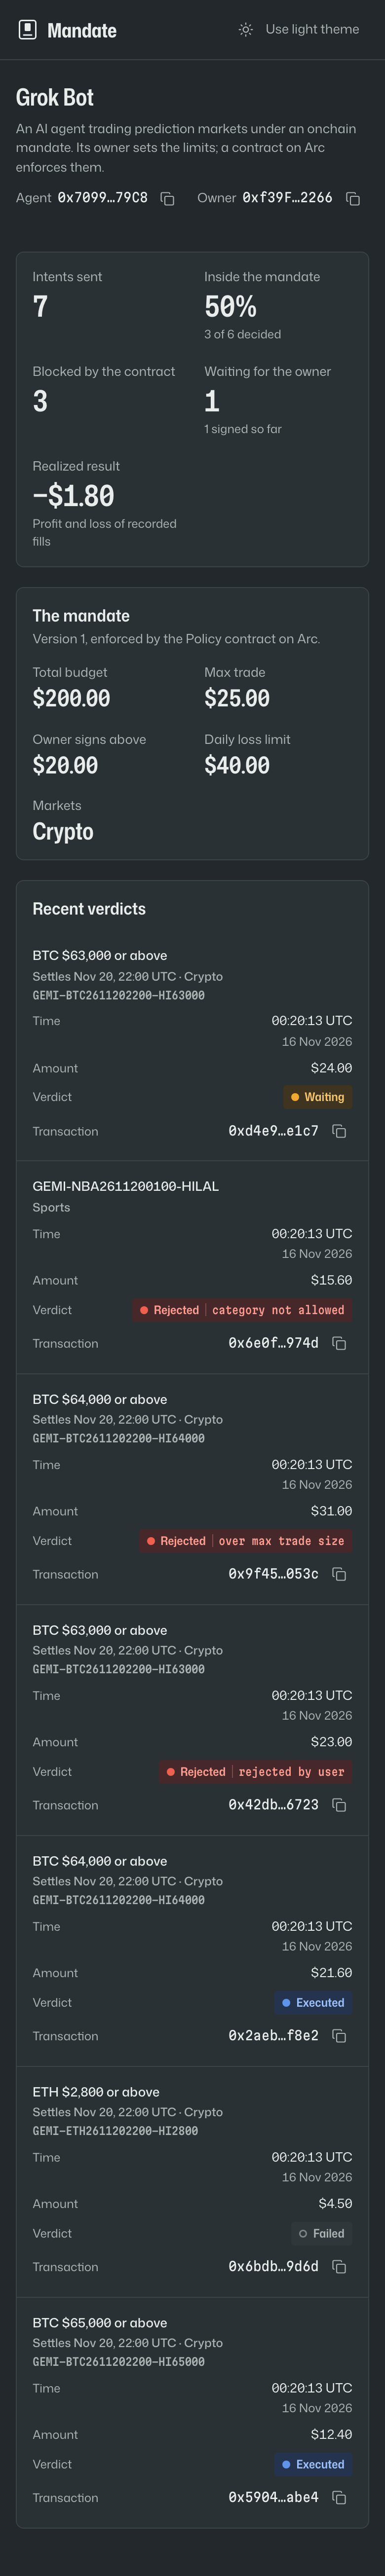 Mandate
Use light theme
Grok Bot
An AI agent trading prediction markets under an onchain
mandate. Its owner sets the limits; a contract on Arc
enforces them.
Agent 0x7099…79C8 Owner 0xf39F…2266
Intents sent
7
Inside the mandate
50%
3 of 6 decided
Blocked by the contract
3
Waiting for the owner
1
1 signed so far
Realized result
−$1.80
Profit and loss of recorded
fills
The mandate
Version 1, enforced by the Policy contract on Arc.
Total budget
$200.00
Max trade
$25.00
Owner signs above
$20.00
Daily loss limit
$40.00
Markets
Crypto
Recent verdicts
BTC $63,000 or above
Settles Nov 20, 22:00 UTC · Crypto
GEMI-BTC2611202200-HI63000
Time 00:20:13 UTC
16 Nov 2026
Amount $24.00
Verdict Waiting
Transaction 0xd4e9…e1c7
GEMI-NBA2611200100-HILAL
Sports
Time 00:20:13 UTC
16 Nov 2026
Amount $15.60
Verdict Rejected | category not allowed
Transaction 0x6e0f…974d
BTC $64,000 or above
Settles Nov 20, 22:00 UTC · Crypto
GEMI-BTC2611202200-HI64000
Time 00:20:13 UTC
16 Nov 2026
Amount $31.00
Verdict Rejected | over max trade size
Transaction 0x9f45…053c
BTC $63,000 or above
Settles Nov 20, 22:00 UTC · Crypto
GEMI-BTC2611202200-HI63000
Time 00:20:13 UTC
16 Nov 2026
Amount $23.00
Verdict Rejected | rejected by user
Transaction 0x42db…6723
BTC $64,000 or above
Settles Nov 20, 22:00 UTC · Crypto
GEMI-BTC2611202200-HI64000
Time 00:20:13 UTC
16 Nov 2026
Amount $21.60
Verdict Executed
Transaction 0x2aeb…f8e2
ETH $2,800 or above
Settles Nov 20, 22:00 UTC · Crypto
GEMI-ETH2611202200-HI2800
Time 00:20:13 UTC
16 Nov 2026
Amount $4.50
Verdict Failed
Transaction 0x6bdb…9d6d
BTC $65,000 or above
Settles Nov 20, 22:00 UTC · Crypto
GEMI-BTC2611202200-HI65000
Time 00:20:13 UTC
16 Nov 2026
Amount $12.40
Verdict Executed
Transaction 0x5904…abe4